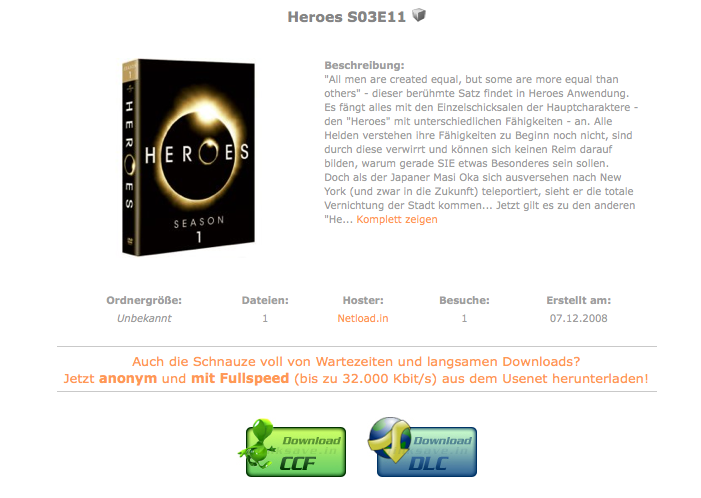 Heroes S03E11
Beschreibung:
"All men are created equal, but some are more equal than
others" - dieser berühmte Satz findet in Heroes Anwendung.
Es fängt alles mit den Einzelschicksalen der Hauptcharaktere -
den "Heroes" mit unterschiedlichen Fähigkeiten - an. Alle
Helden verstehen ihre Fähigkeiten zu Beginn noch nicht, sind
durch diese verwirrt und können sich keinen Reim darauf
bilden, warum gerade SIE etwas Besonderes sein sollen.
Doch als der Japaner Masi Oka sich ausversehen nach New
York (und zwar in die Zukunft) teleportiert, sieht er die totale
Vernichtung der Stadt kommen... Jetzt gilt es zu den anderen
"He... Komplett zeigen
HEROES
HEROES
SEASON
1
Ordnergröße: Dateien: Hoster: Besuche: Erstellt am:
Unbekannt 1 Netload.in 1 07.12.2008
Auch die Schnauze voll von Wartezeiten und langsamen Downloads?
Jetzt anonym und mit Fullspeed (bis zu 32.000 Kbit/s) aus dem Usenet herunterladen!
Download
CCF
Download
DLC